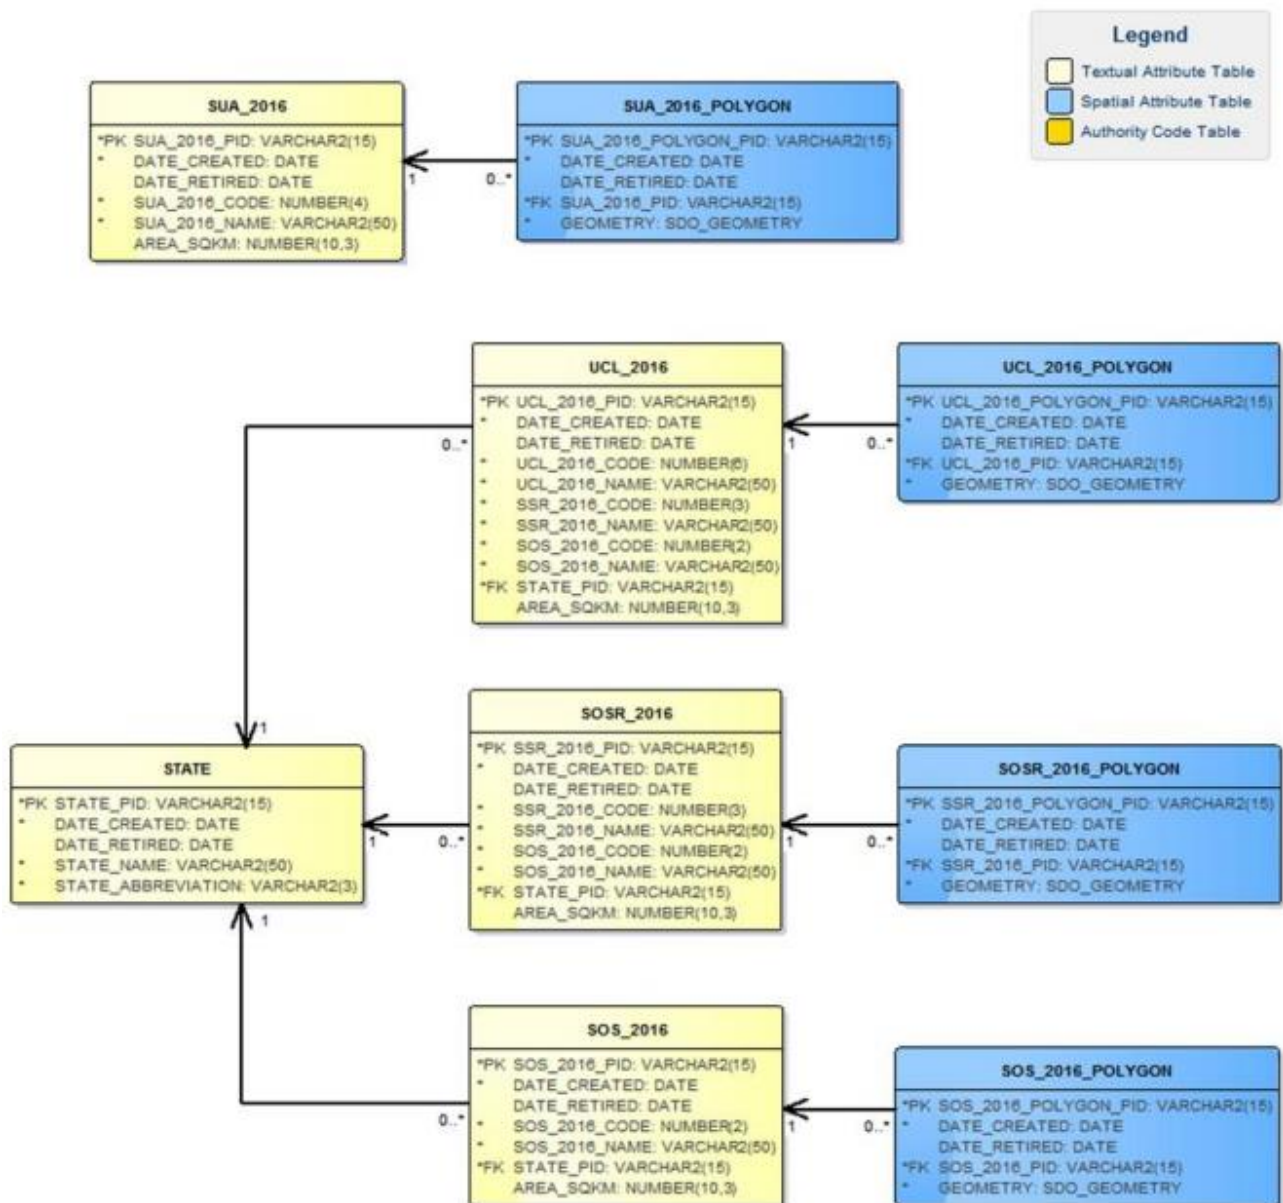 Legend
Textual Attribute Table
Spatial Attribute Table
Authority Code Table
SUA_2016
*PK SUA_2016_PID: VARCHAR2(15)
* DATE_CREATED: DATE
DATE_RETIRED: DATE
* SUA_2016_CODE: NUMBER(4)
* SUA_2016_NAME: VARCHAR2(50)
AREA_SQKM: NUMBER(10,3)
1
0..*
SUA_2016_POLYGON
*PK SUA_2016_POLYGON_PID: VARCHAR2(15)
* DATE_CREATED: DATE
DATE_RETIRED: DATE
*FK SUA_2016_PID: VARCHAR2(15)
* GEOMETRY: SDO_GEOMETRY
UCL_2016
*PK UCL_2016_PID: VARCHAR2(15)
* DATE_CREATED: DATE
DATE_RETIRED: DATE
* UCL_2016_CODE: NUMBER(6)
* UCL_2016_NAME: VARCHAR2(50)
* SSR_2016_CODE: NUMBER(3)
* SSR_2016_NAME: VARCHAR2(50)
* SOS_2016_CODE: NUMBER(2)
* SOS_2016_NAME: VARCHAR2(50)
*FK STATE_PID: VARCHAR2(15)
AREA_SQKM: NUMBER(10,3)
0..*
1
0..*
UCL_2016_POLYGON
*PK UCL_2016_POLYGON_PID: VARCHAR2(15)
* DATE_CREATED: DATE
DATE_RETIRED: DATE
*FK UCL_2016_PID: VARCHAR2(15)
* GEOMETRY: SDO_GEOMETRY
1
STATE
*PK STATE_PID: VARCHAR2(15)
* DATE_CREATED: DATE
DATE_RETIRED: DATE
* STATE_NAME: VARCHAR2(50)
* STATE_ABBREVIATION: VARCHAR2(3)
1
0..*
1
SOSR_2016
*PK SSR_2016_PID: VARCHAR2(15)
* DATE_CREATED: DATE
DATE_RETIRED: DATE
* SSR_2016_CODE: NUMBER(3)
* SSR_2016_NAME: VARCHAR2(50)
* SOS_2016_CODE: NUMBER(2)
* SOS_2016_NAME: VARCHAR2(50)
*FK STATE_PID: VARCHAR2(15)
AREA_SQKM: NUMBER(10,3)
1
0..*
SOSR_2016_POLYGON
*PK SSR_2016_POLYGON_PID: VARCHAR2(15)
* DATE_CREATED: DATE
DATE_RETIRED: DATE
*FK SSR_2016_PID: VARCHAR2(15)
* GEOMETRY: SDO_GEOMETRY
SOS_2016
*PK SOS_2016_PID: VARCHAR2(15)
* DATE_CREATED: DATE
DATE_RETIRED: DATE
* SOS_2016_CODE: NUMBER(2)
* SOS_2016_NAME: VARCHAR2(50)
*FK STATE_PID: VARCHAR2(15)
AREA_SQKM: NUMBER(10,3)
0..*
1
0..*
SOS_2016_POLYGON
*PK SOS_2016_POLYGON_PID: VARCHAR2(15)
* DATE_CREATED: DATE
DATE_RETIRED: DATE
*FK SOS_2016_PID: VARCHAR2(15)
* GEOMETRY: SDO_GEOMETRY